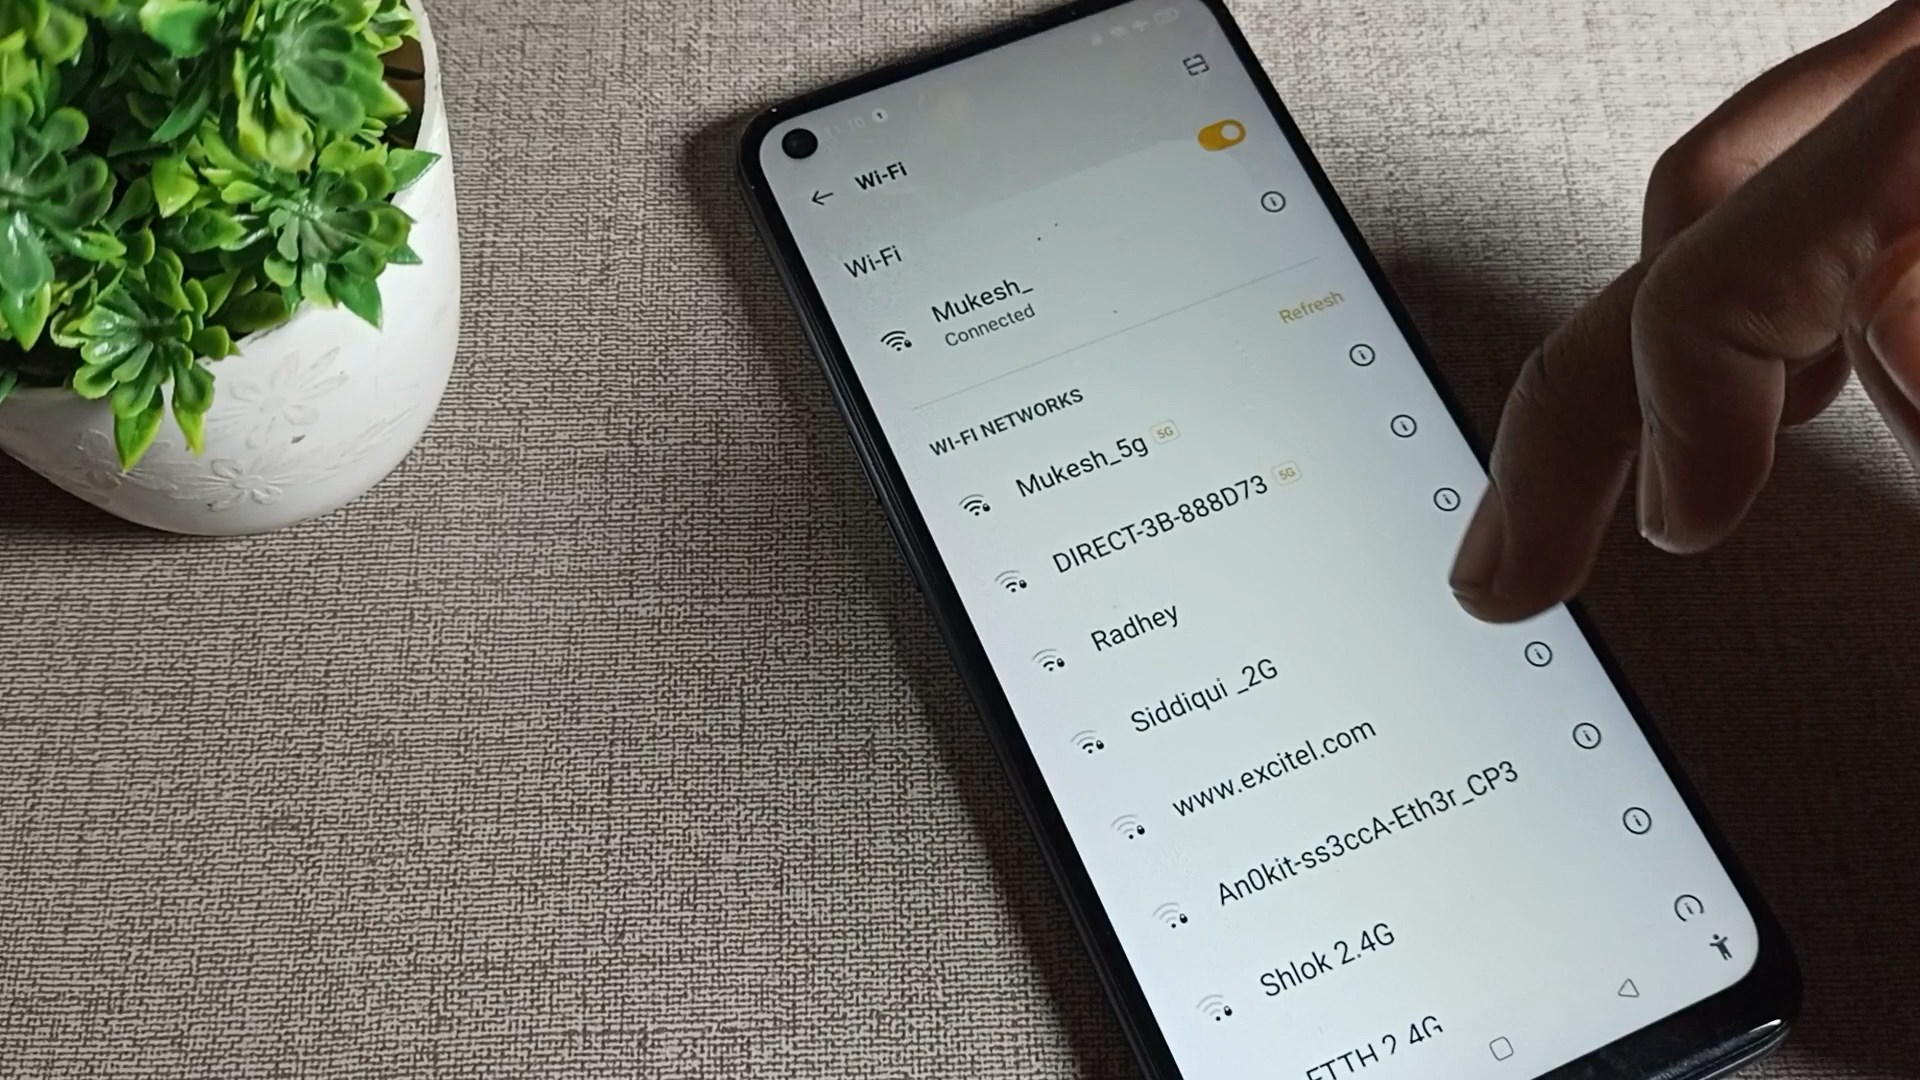 Wi-Fi
Wi-Fi
Mukesh_
Connected
Refresh
WI-FI NETWORKS
Mukesh_5g 5G
DIRECT-3B-888D73 5G
Radhey
Siddiqui _2G
www.excitel.com
An0kit-ss3ccA-Eth3r_CP3
Shlok 2.4G
FTTH 2.4G